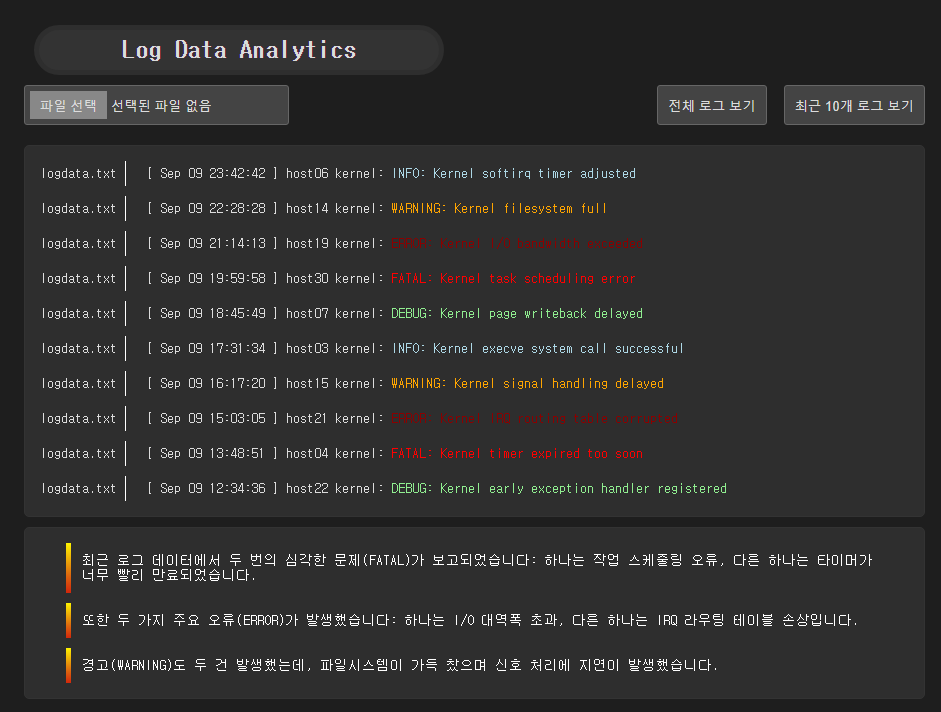 Log Data Analytics
파일 선택 선택된 파일 없음
전체 로그 보기
최근 10개 로그 보기
logdata.txt [ Sep 09 23:42:42 ] host06 kernel: INFO: Kernel softirq timer adjusted
logdata.txt [ Sep 09 22:28:28 ] host14 kernel: WARNING: Kernel filesystem full
logdata.txt [ Sep 09 21:14:13 ] host19 kernel: ERROR: Kernel I/O bandwidth exceeded
logdata.txt [ Sep 09 19:59:58 ] host30 kernel: FATAL: Kernel task scheduling error
logdata.txt [ Sep 09 18:45:49 ] host07 kernel: DEBUG: Kernel page writeback delayed
logdata.txt [ Sep 09 17:31:34 ] host03 kernel: INFO: Kernel execve system call successful
logdata.txt [ Sep 09 16:17:20 ] host15 kernel: WARNING: Kernel signal handling delayed
logdata.txt [ Sep 09 15:03:05 ] host21 kernel: ERROR: Kernel IRQ routing table corrupted
logdata.txt [ Sep 09 13:48:51 ] host04 kernel: FATAL: Kernel timer expired too soon
logdata.txt [ Sep 09 12:34:36 ] host22 kernel: DEBUG: Kernel early exception handler registered
최근 로그 데이터에서 두 번의 심각한 문제(FATAL)가 보고되었습니다: 하나는 작업 스케줄링 오류, 다른 하나는 타이머가
너무 빨리 만료되었습니다.
또한 두 가지 주요 오류(ERROR)가 발생했습니다: 하나는 I/O 대역폭 초과, 다른 하나는 IRQ 라우팅 테이블 손상입니다.
경고(WARNING)도 두 건 발생했는데, 파일시스템이 가득 찼으며 신호 처리에 지연이 발생했습니다.